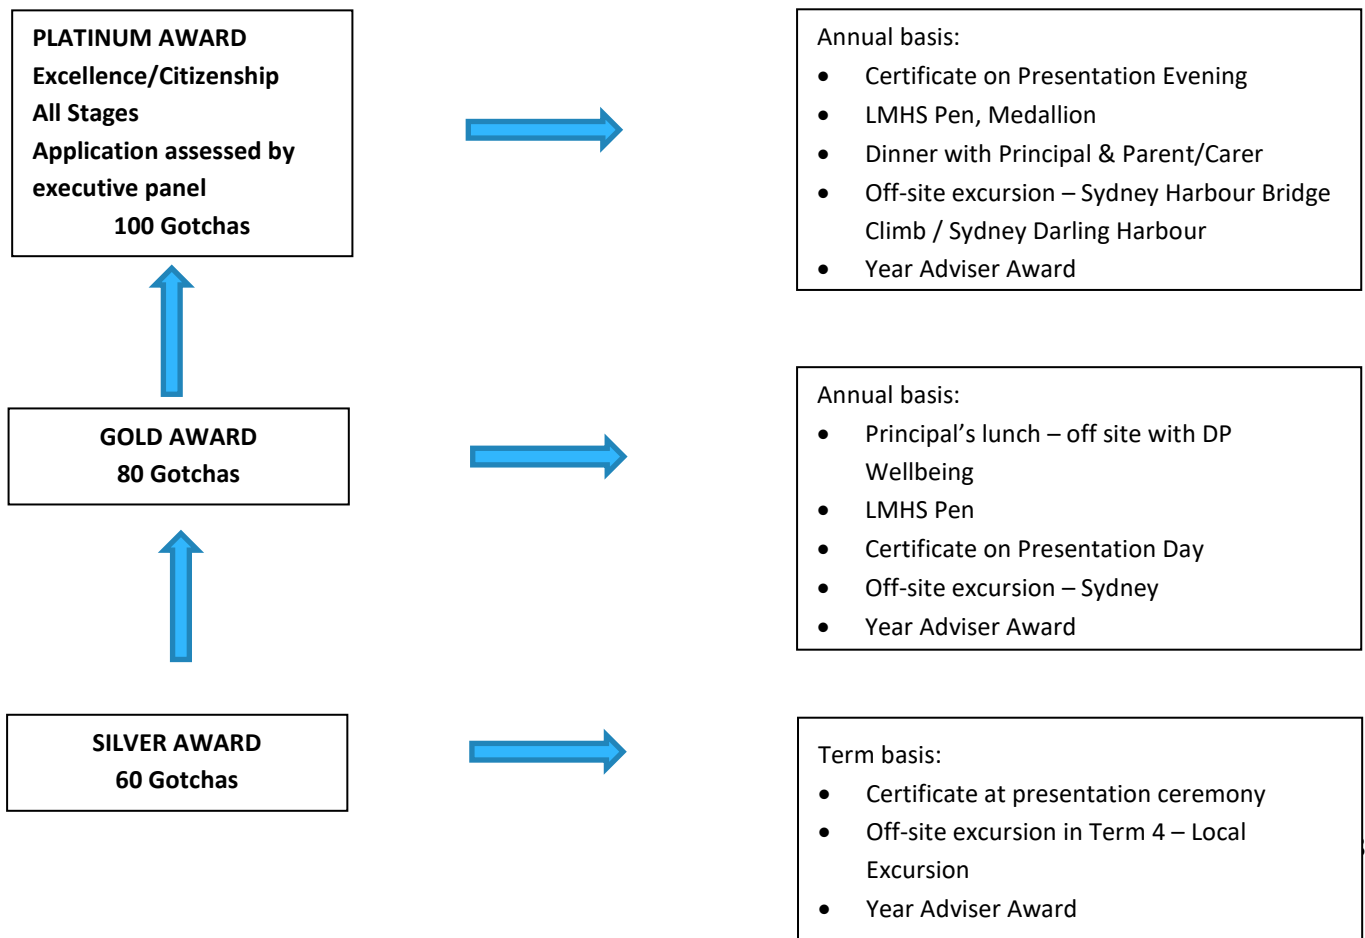 PLATINUM AWARD
Excellence/Citizenship
All Stages
Application assessed by
executive panel
100 Gotchas
Annual basis:
• Certificate on Presentation Evening
• LMHS Pen, Medallion
• Dinner with Principal & Parent/Carer
• Off-site excursion – Sydney Harbour Bridge
Climb / Sydney Darling Harbour
• Year Adviser Award
GOLD AWARD
80 Gotchas
Annual basis:
• Principal’s lunch – off site with DP
Wellbeing
• LMHS Pen
• Certificate on Presentation Day
• Off-site excursion – Sydney
• Year Adviser Award
SILVER AWARD
60 Gotchas
Term basis:
• Certificate at presentation ceremony
• Off-site excursion in Term 4 – Local
Excursion
• Year Adviser Award